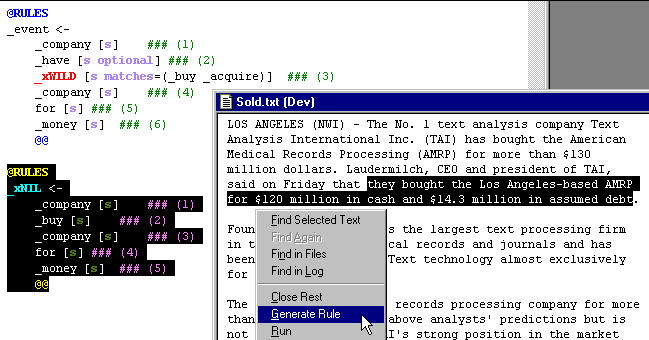 @RULES
_event <-
_company [s] ### (1)
_have [s optional] ### (2)
_xWILD [s matches=(_buy _acquire)] ### (3)
_company [s] ### (4)
for [s] ### (5)
_money [s] ### (6)
@@
@RULES
_xNIL <-
_company [s] ### (1)
_buy [s] ### (2)
_company [s] ### (3)
for [s] ### (4)
_money [s] ### (5)
@@
Sold.txt (Dev)
LOS ANGELES (NWI) - The No. 1 text analysis company Text
Analysis International Inc. (TAI) has bought the American
Medical Records Processing (AMRP) for more than $130
million dollars. Laudermilch, CEO and president of TAI,
said on Friday that they bought the Los Angeles-based AMRP
for $120 million in cash and $14.3 million in assumed debt.
Foun
s the largest text processing firm
in t
cal records and journals and has
been
Text technology almost exclusively
for
The
records processing company for more
than
above analysts' predictions but is
not
I's strong position in the market
Find Selected Text
Find Again
Find in Files
Find in Log
Close Rest
Generate Rule
Run